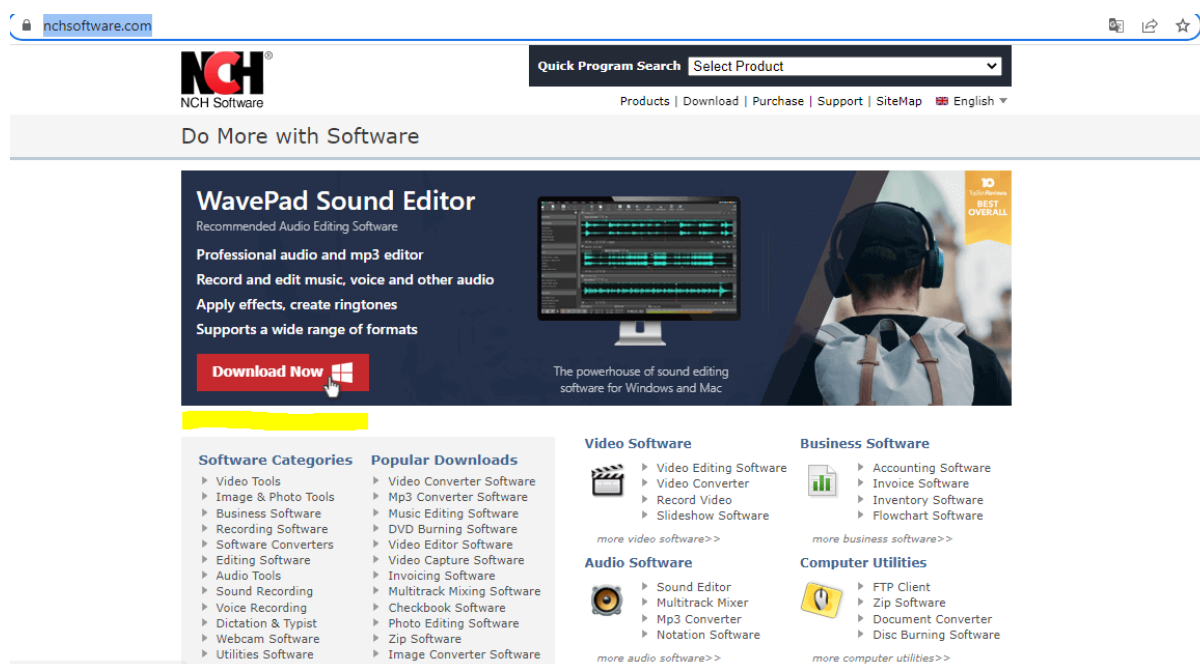 nchsoftware.com
NCH®
NCH Software
Quick Program Search Select Product
Products | Download | Purchase | Support | SiteMap English
Do More with Software
WavePad Sound Editor
Recommended Audio Editing Software
Professional audio and mp3 editor
Record and edit music, voice and other audio
Apply effects, create ringtones
Supports a wide range of formats
Download Now
The powerhouse of sound editing
software for Windows and Mac
10
TopTenReviews
BEST
OVERALL
Software Categories
Video Tools
Image & Photo Tools
Business Software
Recording Software
Software Converters
Editing Software
Audio Tools
Sound Recording
Voice Recording
Dictation & Typist
Webcam Software
Utilities Software
Popular Downloads
Video Converter Software
Mp3 Converter Software
Music Editing Software
DVD Burning Software
Video Editor Software
Video Capture Software
Invoicing Software
Multitrack Mixing Software
Checkbook Software
Photo Editing Software
Zip Software
Image Converter Software
Video Software
Video Editing Software
Video Converter
Record Video
Slideshow Software
more video software>>
Business Software
Accounting Software
Invoice Software
Inventory Software
Flowchart Software
more business software>>
Audio Software
Sound Editor
Multitrack Mixer
Mp3 Converter
Notation Software
more audio software>>
Computer Utilities
FTP Client
Zip Software
Document Converter
Disc Burning Software
more computer utilities>>